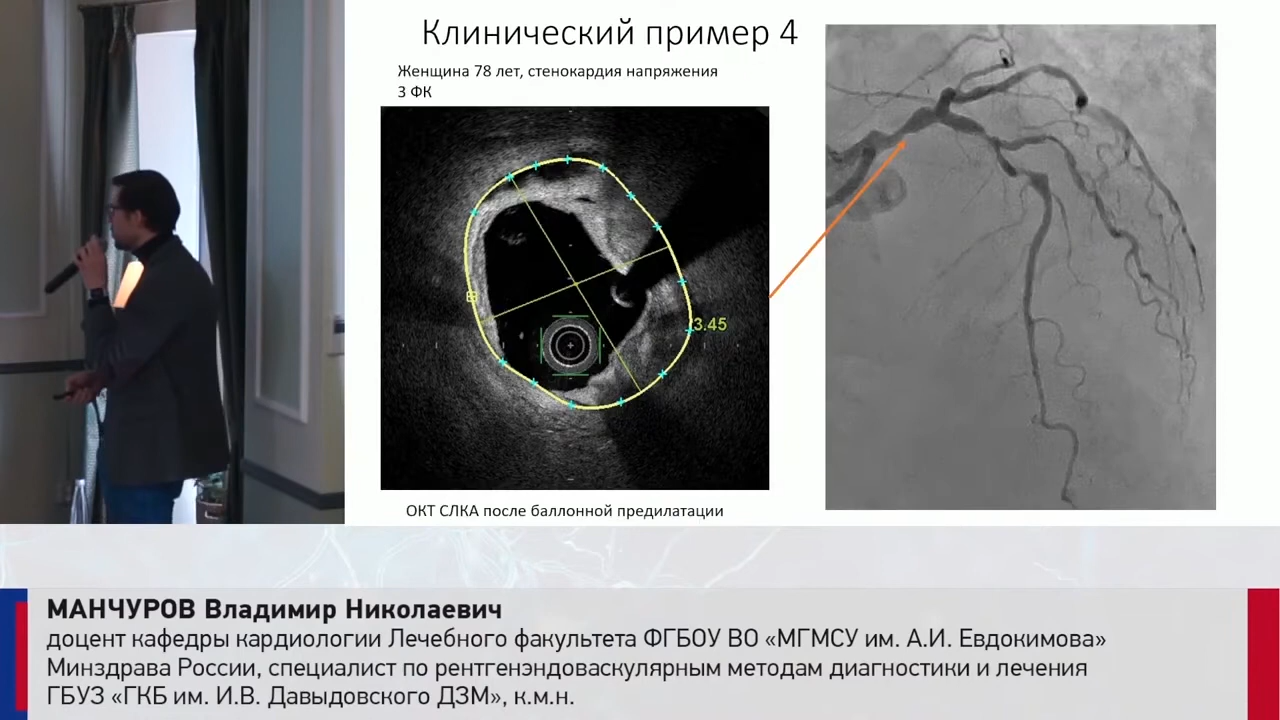 Клинический пример 4
Женщина 78 лет, стенокардия напряжения
3 ФК
3.45
ОКТ СЛКА после баллонной предилатации
МАНЧУРОВ Владимир Николаевич
доцент кафедры кардиологии Лечебного факультета ФГБОУ ВО «МГМСУ им. А.И. Евдокимова»
Минздрава России, специалист по рентгенэндоваскулярным методам диагностики и лечения
ГБУЗ «ГКБ им. И.В. Давыдовского ДЗМ», к.м.н.